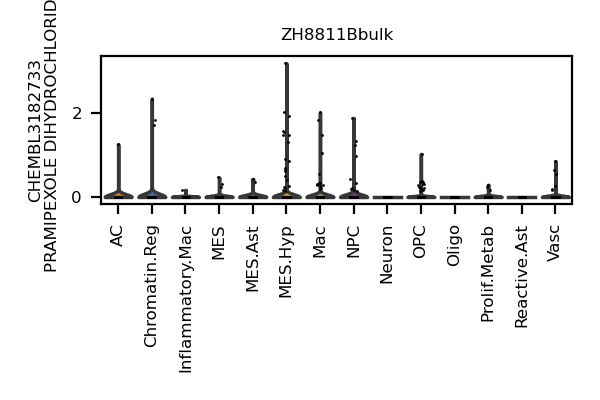 ZH8811Bbulk
CHEMBL3182733
PRAMIPEXOLE DIHYDROCHLORID
2
0
AC
Chromatin.Reg
Inflammatory.Mac
MES
MES.Ast
MES.Hyp
Mac
NPC
Neuron
OPC
Oligo
Prolif.Metab
Reactive.Ast
Vasc